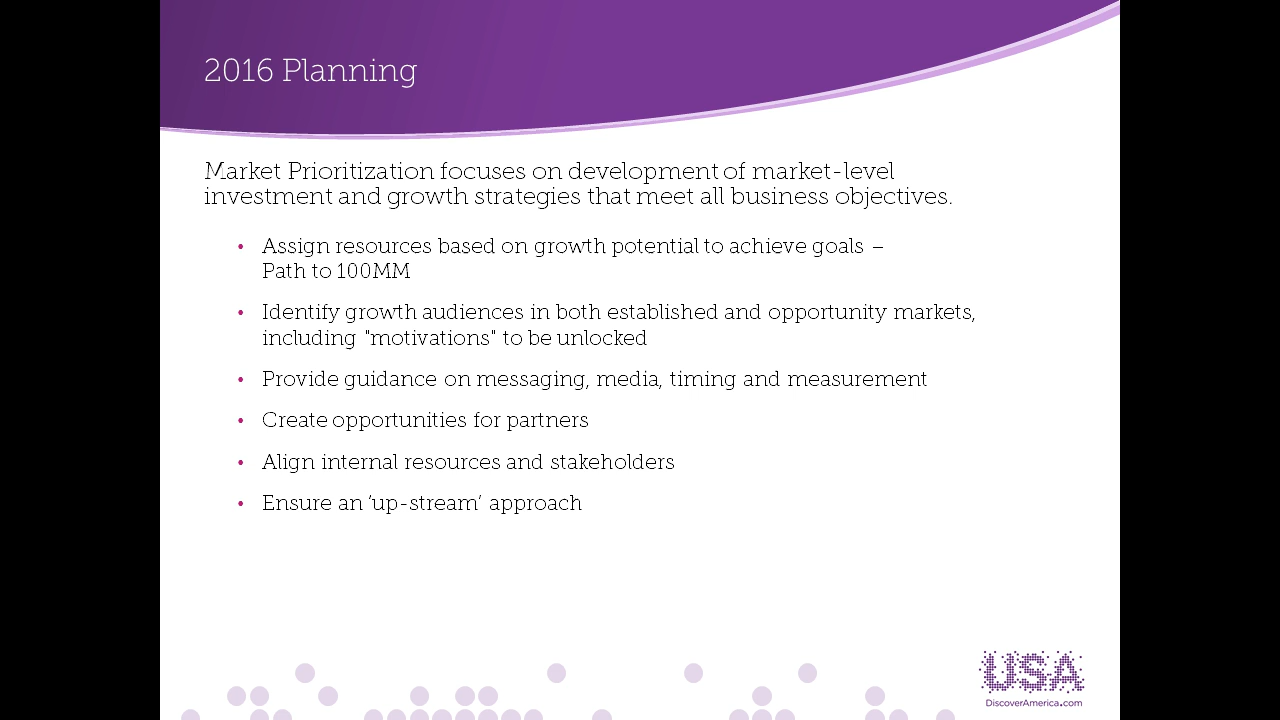 2016 Planning
Market Prioritization focuses on development of market-level
investment and growth strategies that meet all business objectives.
• Assign resources based on growth potential to achieve goals –
Path to 100MM
• Identify growth audiences in both established and opportunity markets,
including "motivations" to be unlocked
• Provide guidance on messaging, media, timing and measurement
• Create opportunities for partners
• Align internal resources and stakeholders
• Ensure an ‘up-stream’ approach
USA
DiscoverAmerica.com